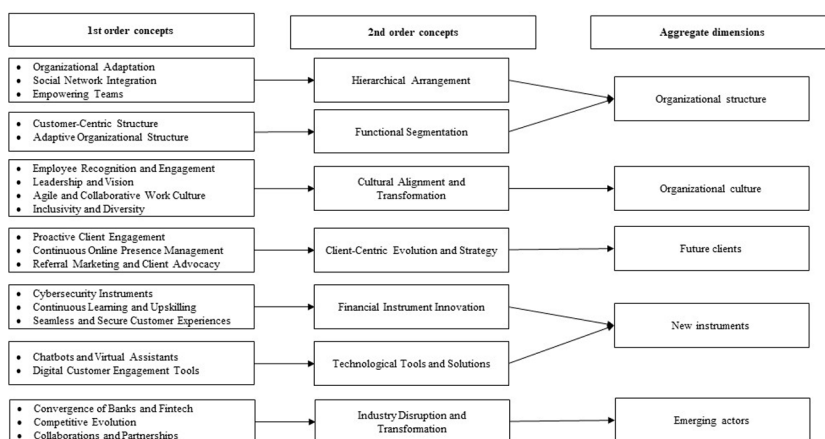 1st order concepts
2nd order concepts
Aggregate dimensions
• Organizational Adaptation
• Social Network Integration
• Empowering Teams
Hierarchical Arrangement
Organizational structure
• Customer-Centric Structure
• Adaptive Organizational Structure
Functional Segmentation
• Employee Recognition and Engagement
• Leadership and Vision
• Agile and Collaborative Work Culture
• Inclusivity and Diversity
Cultural Alignment and
Transformation
Organizational culture
• Proactive Client Engagement
• Continuous Online Presence Management
• Referral Marketing and Client Advocacy
Client-Centric Evolution and Strategy
Future clients
• Cybersecurity Instruments
• Continuous Learning and Upskilling
• Seamless and Secure Customer Experiences
Financial Instrument Innovation
New instruments
• Chatbots and Virtual Assistants
• Digital Customer Engagement Tools
Technological Tools and Solutions
• Convergence of Banks and Fintech
• Competitive Evolution
• Collaborations and Partnerships
Industry Disruption and
Transformation
Emerging actors